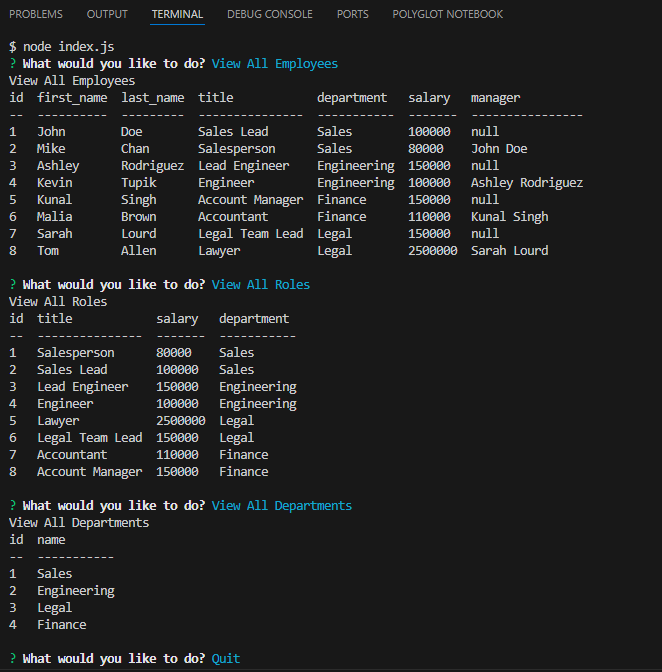 PROBLEMS OUTPUT TERMINAL DEBUG CONSOLE PORTS POLYGLOT NOTEBOOK
$ node index.js
? What would you like to do? View All Employees
View All Employees
id  first_name  last_name  title            department   salary   manager
--  ----------  ---------  ---------------  -----------  -------  ----------------
1   John        Doe        Sales Lead       Sales        100000   null
2   Mike        Chan       Salesperson      Sales        80000    John Doe
3   Ashley      Rodriguez  Lead Engineer    Engineering  150000   null
4   Kevin       Tupik      Engineer         Engineering  100000   Ashley Rodriguez
5   Kunal       Singh      Account Manager  Finance      150000   null
6   Malia       Brown      Accountant       Finance      110000   Kunal Singh
7   Sarah       Lourd      Legal Team Lead  Legal        150000   null
8   Tom         Allen      Lawyer           Legal        2500000  Sarah Lourd
? What would you like to do? View All Roles
View All Roles
id  title            salary   department
--  ---------------  -------  -----------
1   Salesperson      80000    Sales
2   Sales Lead       100000   Sales
3   Lead Engineer    150000   Engineering
4   Engineer         100000   Engineering
5   Lawyer           2500000  Legal
6   Legal Team Lead  150000   Legal
7   Accountant       110000   Finance
8   Account Manager  150000   Finance
? What would you like to do? View All Departments
View All Departments
id  name
--  -----------
1   Sales
2   Engineering
3   Legal
4   Finance
? What would you like to do? Quit